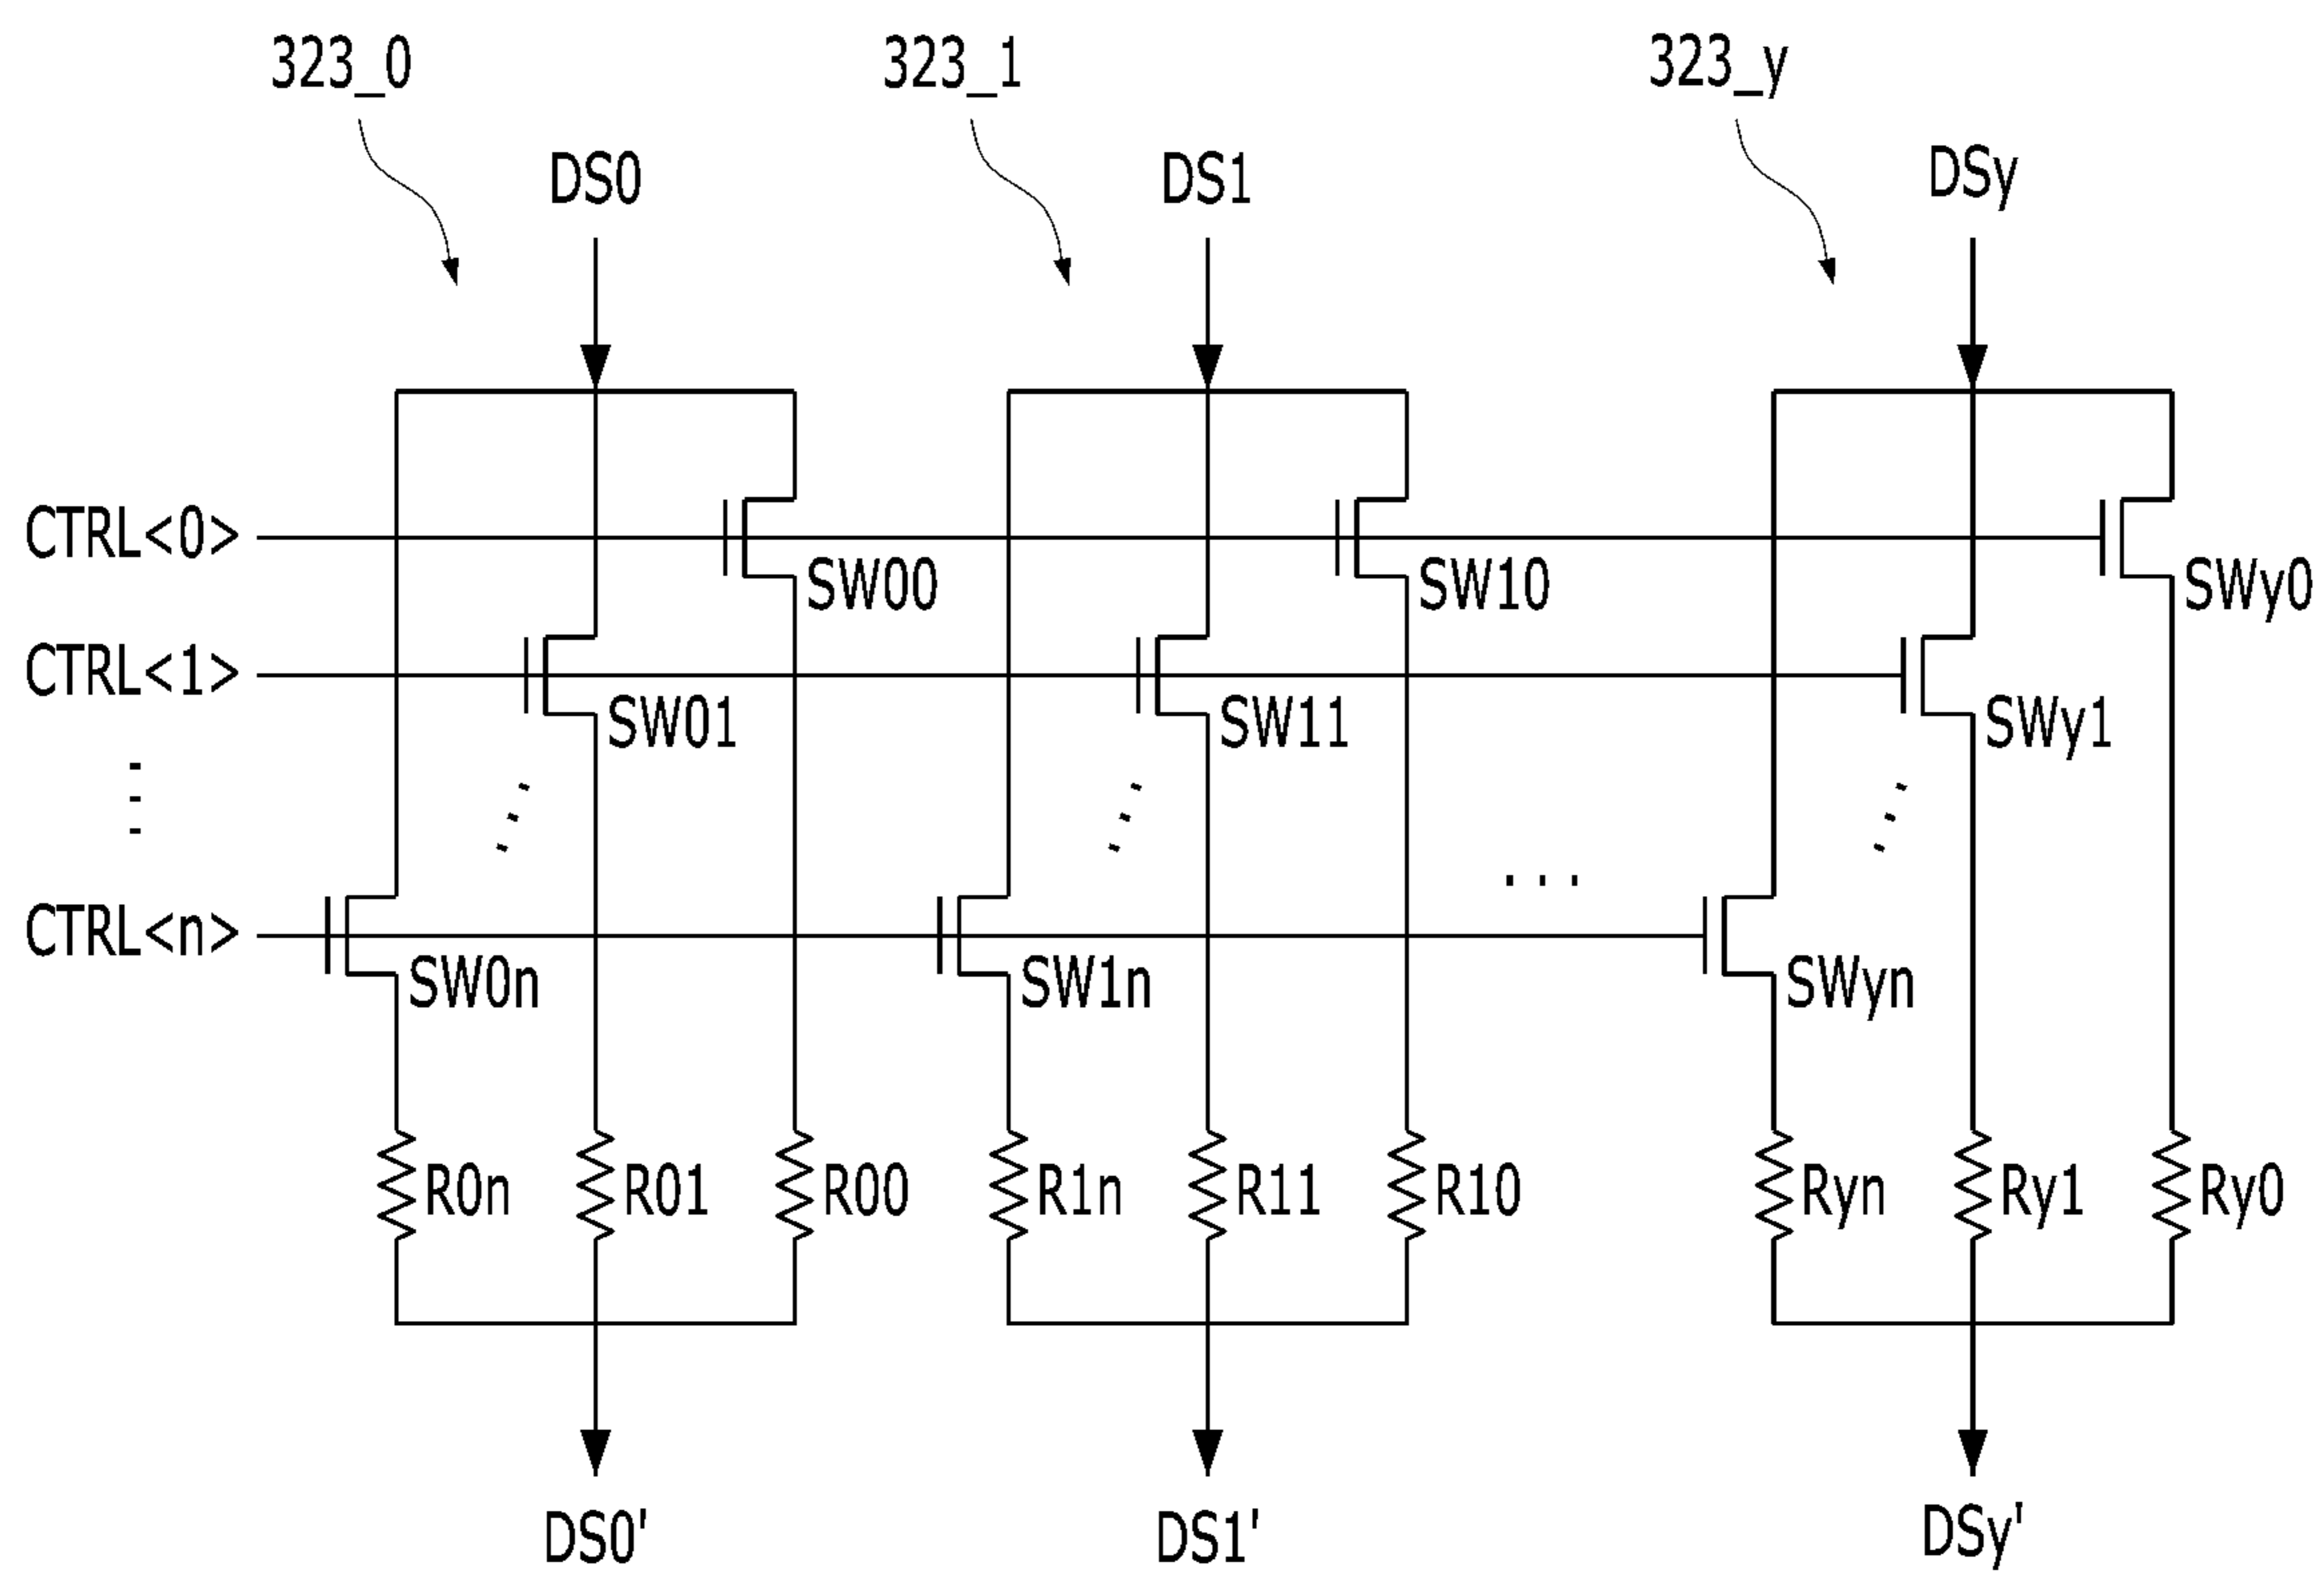 323_0 323_1 323_y
DS0 DS1 DSy
CTRL<0>
SW00 SW10 SWy0
CTRL<1>
SW01 SW11 SWy1
CTRL<n>
SW0n SW1n SWyn
R0n R01 R00 R1n R11 R10 Ryn Ry1 Ry0
DS0' DS1' DSy'